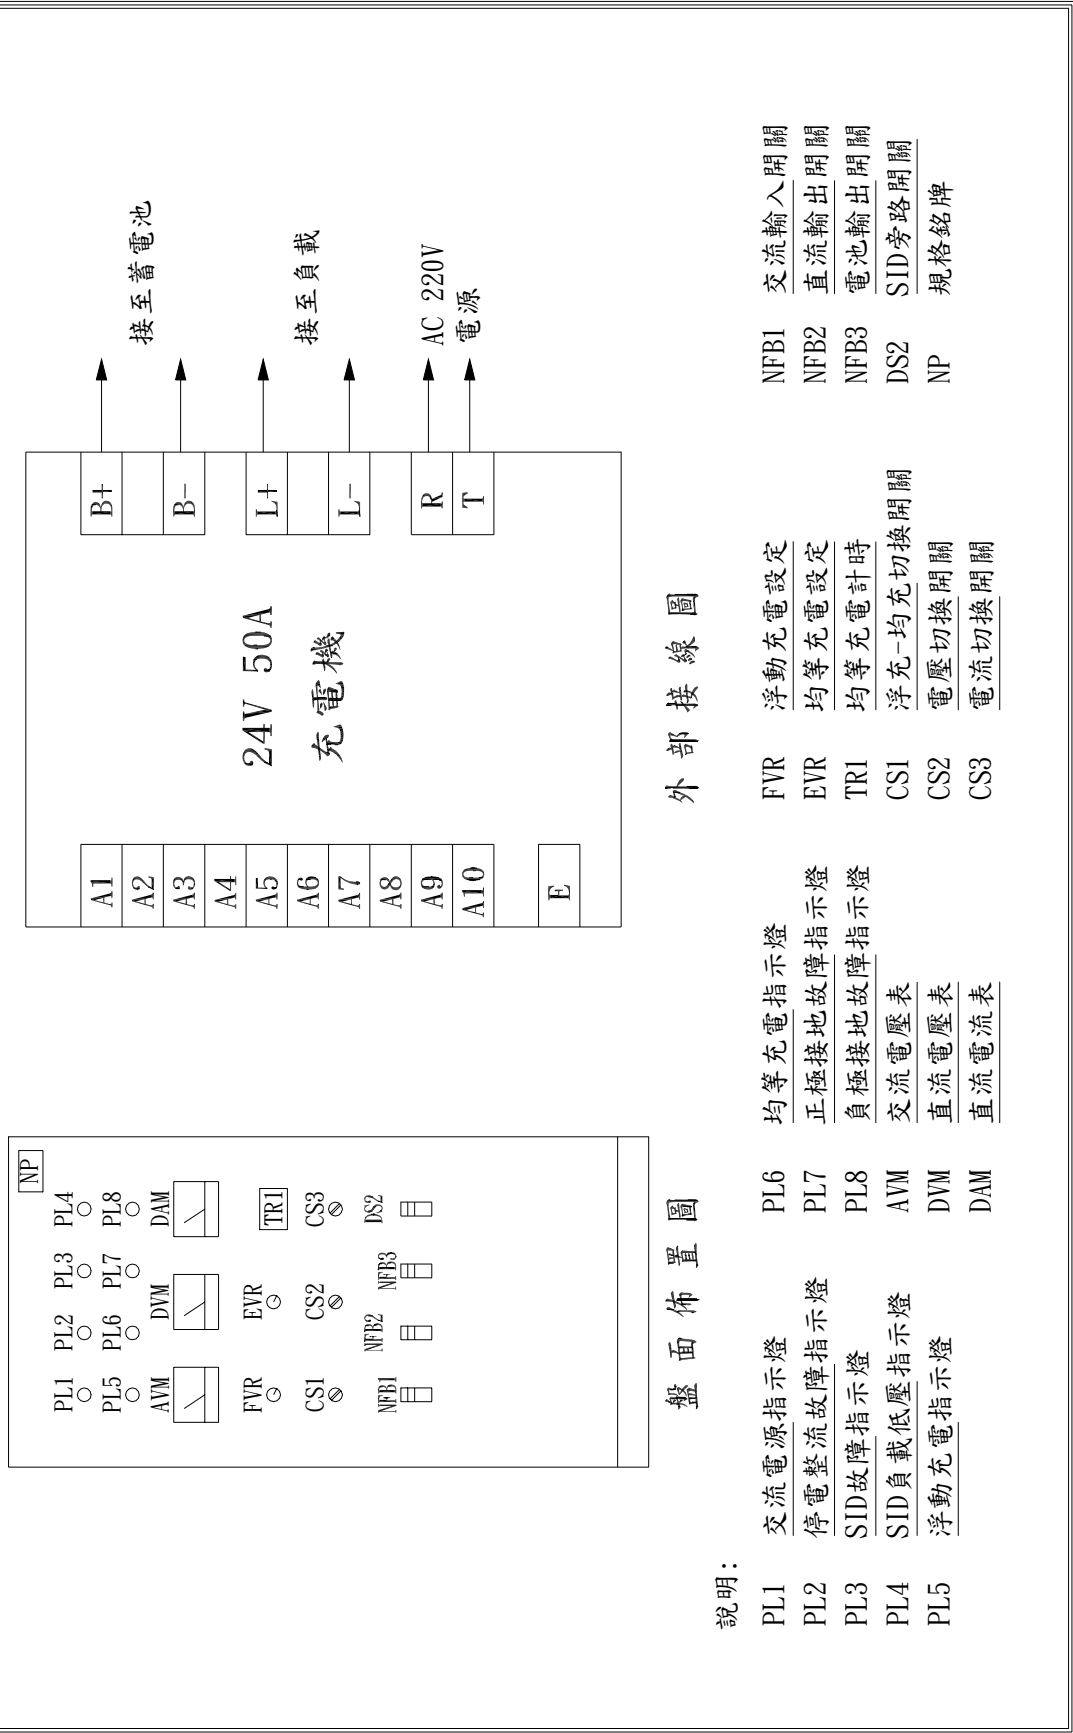 NP
PL1 PL2 PL3 PL4
PL5 PL6 PL7 PL8
AVM DVM DAM
FVR EVR TR1
CS1 CS2 CS3
NFB1 NFB2 NFB3 DS2
盤面佈置圖
A1
A2
A3
A4
A5
A6
A7
A8
A9
A10
E
24V 50A
充電機
B+
B-
L+
L-
R
T
接至蓄電池
接至負載
AC 220V
電源
外部接線圖
說明:
PL1 交流電源指示燈
PL2 停電整流故障指示燈
PL3 SID故障指示燈
PL4 SID負載低壓指示燈
PL5 浮動充電指示燈
PL6 均等充電指示燈
PL7 正極接地故障指示燈
PL8 負極接地故障指示燈
AVM 交流電壓表
DVM 直流電壓表
DAM 直流電流表
FVR 浮動充電設定
EVR 均等充電設定
TR1 均等充電計時
CS1 浮充-均充切換開關
CS2 電壓切換開關
CS3 電流切換開關
NFB1 交流輸入開關
NFB2 直流輸出開關
NFB3 電池輸出開關
DS2 SID旁路開關
NP 規格銘牌